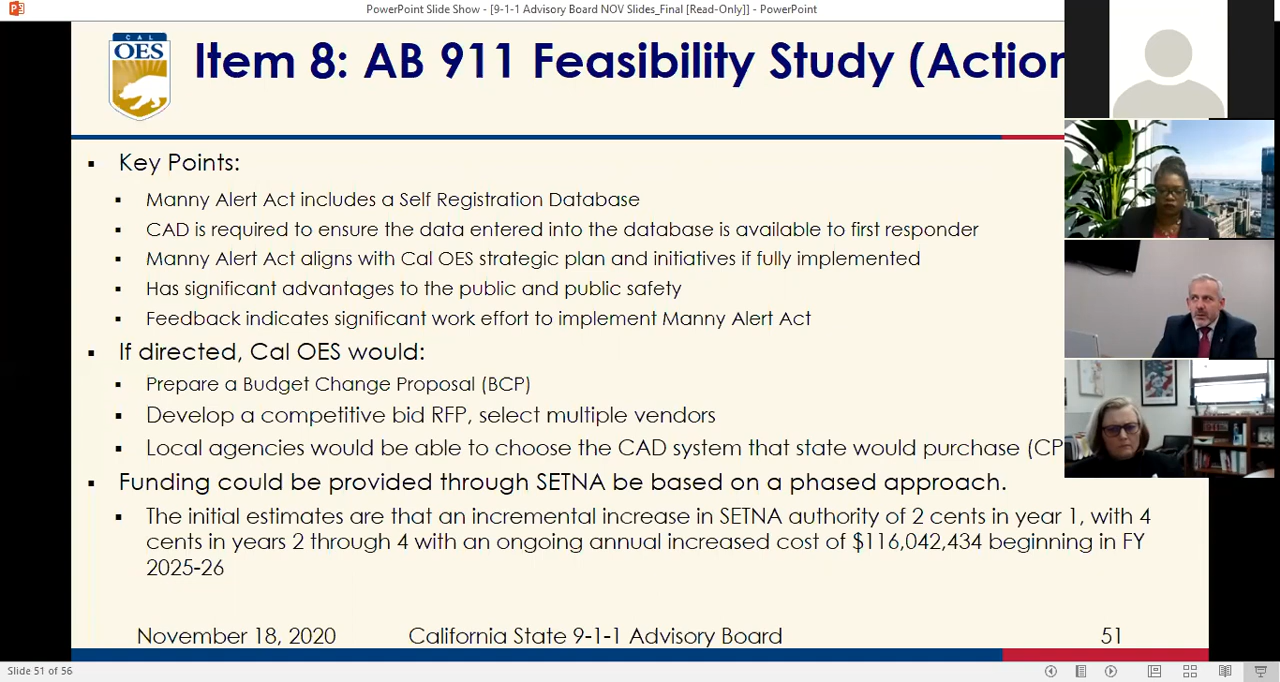 PowerPoint Slide Show - [9-1-1 Advisory Board NOV Slides_Final [Read-Only]] - PowerPoint
CAL
OES
Item 8: AB 911 Feasibility Study (Action
Key Points:
Manny Alert Act includes a Self Registration Database
CAD is required to ensure the data entered into the database is available to first responder
Manny Alert Act aligns with Cal OES strategic plan and initiatives if fully implemented
Has significant advantages to the public and public safety
Feedback indicates significant work effort to implement Manny Alert Act
If directed, Cal OES would:
Prepare a Budget Change Proposal (BCP)
Develop a competitive bid RFP, select multiple vendors
Local agencies would be able to choose the CAD system that state would purchase (CP
Funding could be provided through SETNA be based on a phased approach.
The initial estimates are that an incremental increase in SETNA authority of 2 cents in year 1, with 4
cents in years 2 through 4 with an ongoing annual increased cost of $116,042,434 beginning in FY
2025-26
November 18, 2020
California State 9-1-1 Advisory Board
51
Slide 51 of 56